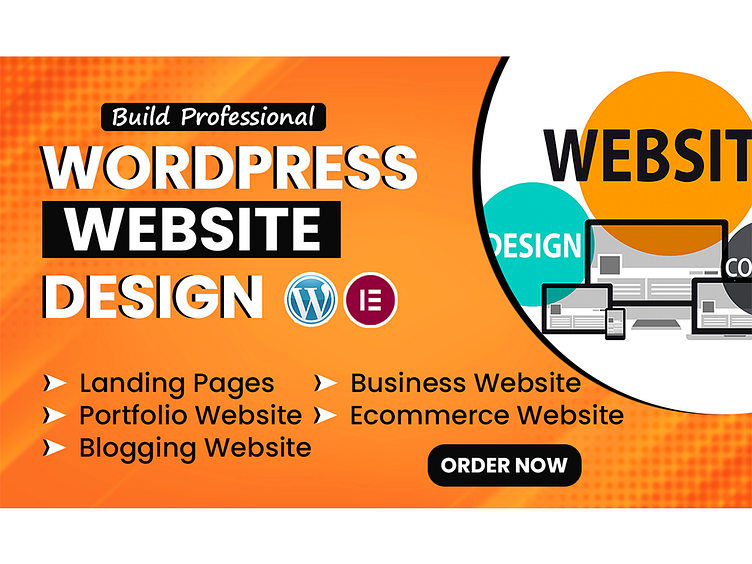 Build Professional
WORDPRESS
WEBSITE
DESIGN
Landing Pages
Business Website
Portfolio Website
Ecommerce Website
Blogging Website
ORDER NOW
WEBSIT
DESIGN
CO